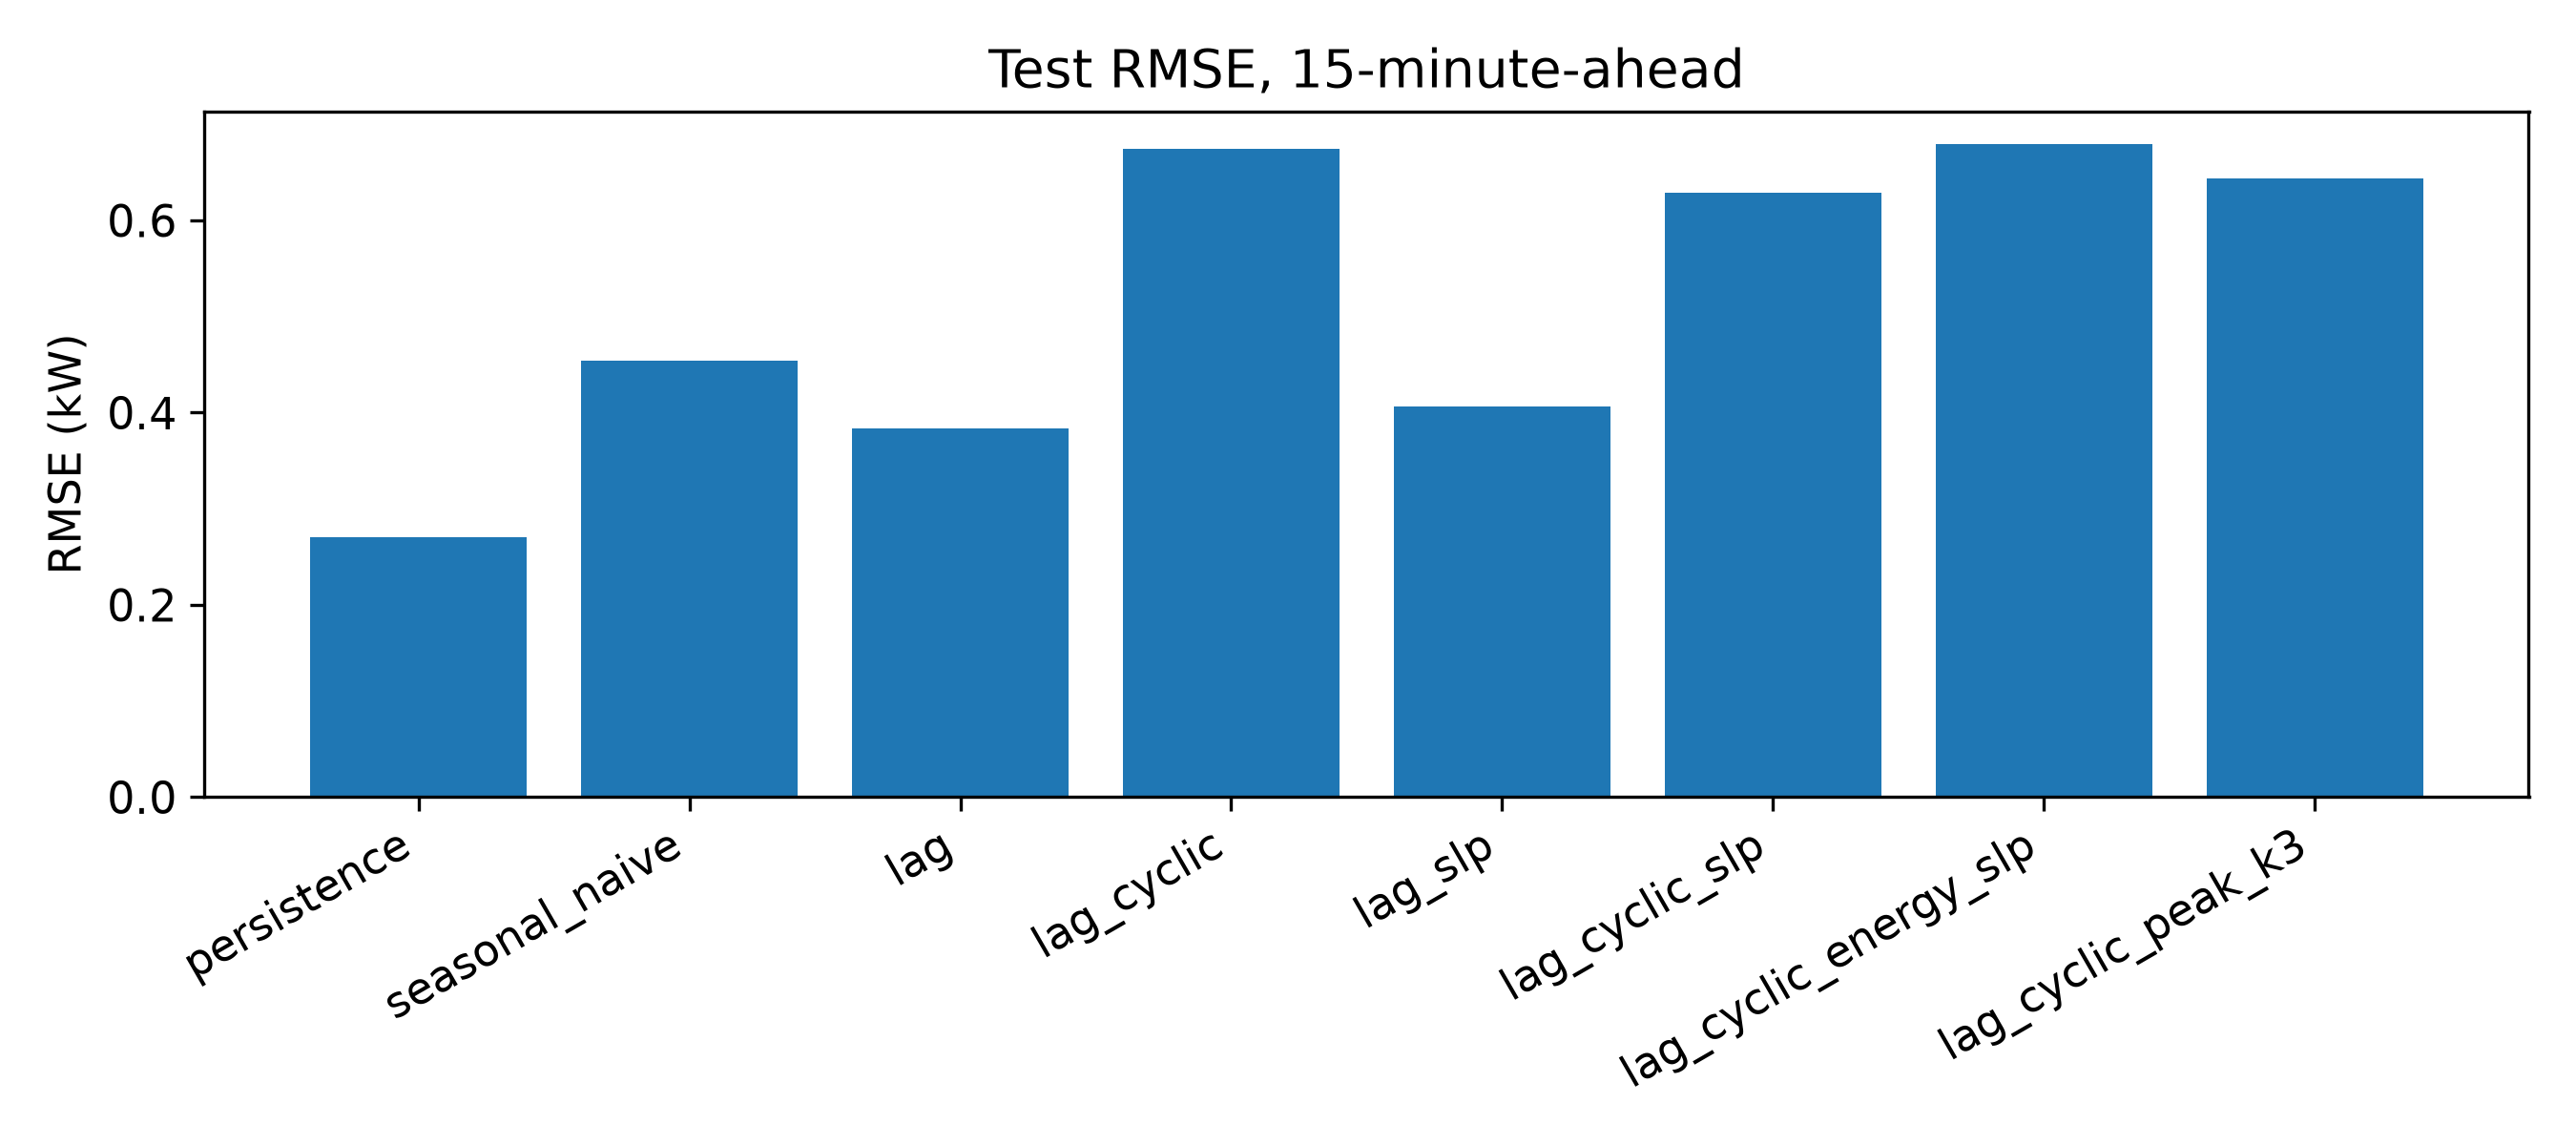 Test RMSE, 15-minute-ahead
RMSE (kW)
0.6
0.4
0.2
0.0
persistence
seasonal_naive
lag
lag_cyclic
lag_slp
lag_cyclic_slp
lag_cyclic_energy_slp
lag_cyclic_peak_k3